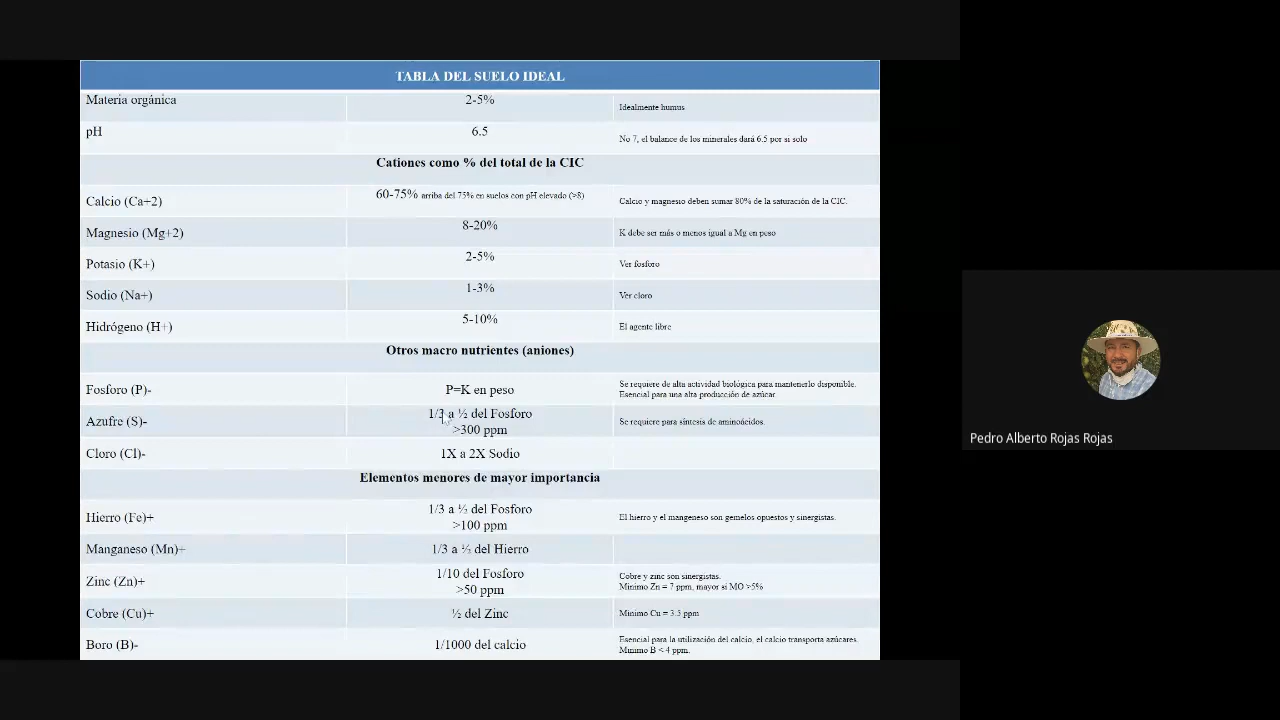 TABLA DEL SUELO IDEAL
Materia orgánica 2-5% Idealmente humus
pH 6.5 No 7, el balance de los minerales dará 6.5 por si solo
Cationes como % del total de la CIC
Calcio (Ca+2) 60-75% arriba del 75% en suelos con pH elevado (>8) Calcio y magnesio deben sumar 80% de la saturación de la CIC.
Magnesio (Mg+2) 8-20% K debe ser más o menos igual a Mg en peso
Potasio (K+) 2-5% Ver fosforo
Sodio (Na+) 1-3% Ver cloro
Hidrógeno (H+) 5-10% El agente libre
Otros macro nutrientes (aniones)
Fosforo (P)- P=K en peso Se requiere de alta actividad biológica para mantenerlo disponible.
Esencial para una alta producción de azúcar
Azufre (S)- 1/3 a ½ del Fosforo Se requiere para síntesis de aminoácidos.
>300 ppm
Cloro (Cl)- 1X a 2X Sodio
Elementos menores de mayor importancia
Hierro (Fe)+ 1/3 a ½ del Fosforo El hierro y el mangeneso son gemelos opuestos y sinergistas.
>100 ppm
Manganeso (Mn)+ 1/3 a ½ del Hierro
Zinc (Zn)+ 1/10 del Fosforo Cobre y zinc son sinergistas.
>50 ppm Minimo Zn = 7 ppm, mayor si MO >5%
Cobre (Cu)+ ½ del Zinc Minimo Cu = 3.5 ppm
Boro (B)- 1/1000 del calcio Esencial para la utilización del calcio, el calcio transporta azúcares.
Minimo B < 4 ppm.
Pedro Alberto Rojas Rojas